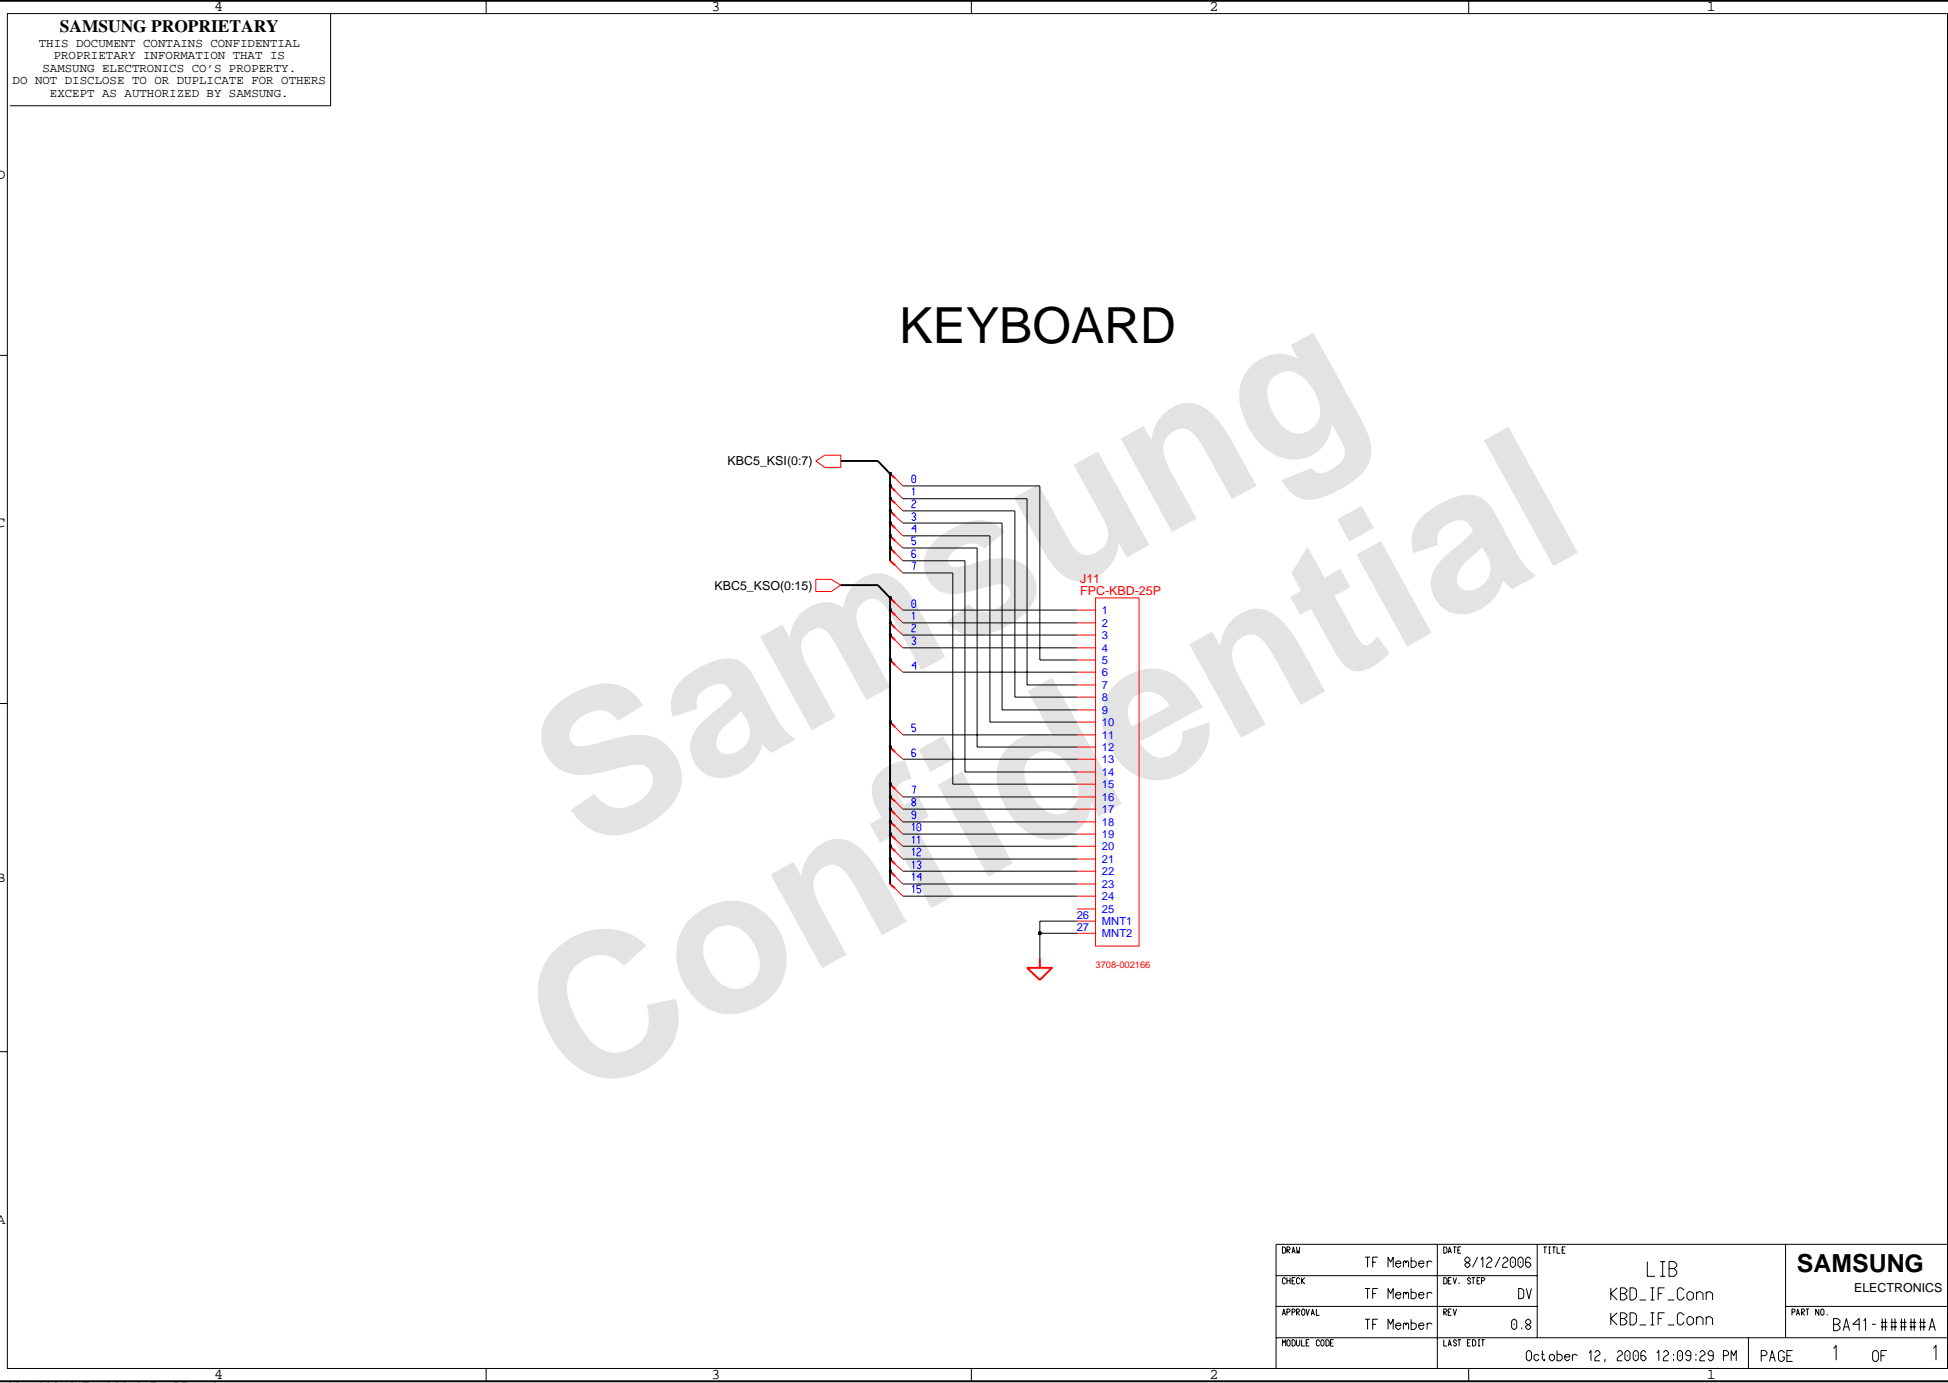 4 3 2 1
SAMSUNG PROPRIETARY
THIS DOCUMENT CONTAINS CONFIDENTIAL
PROPRIETARY INFORMATION THAT IS
SAMSUNG ELECTRONICS CO'S PROPERTY.
DO NOT DISCLOSE TO OR DUPLICATE FOR OTHERS
EXCEPT AS AUTHORIZED BY SAMSUNG.
KEYBOARD
Samsung
Confidential
KBC5_KSI(0:7)
0
1
2
3
4
5
6
7
KBC5_KSO(0:15)
0
1
2
3
4
5
6
7
8
9
10
11
12
13
14
15
J11
FPC-KBD-25P
1
2
3
4
5
6
7
8
9
10
11
12
13
14
15
16
17
18
19
20
21
22
23
24
25
26 MNT1
27 MNT2
3708-002166
B
A
DRAW TF Member
DATE 8/12/2006
TITLE
LIB
KBD_IF_Conn
KBD_IF_Conn
SAMSUNG
ELECTRONICS
CHECK TF Member
DEV. STEP DV
APPROVAL TF Member
REV 0.8
PART NO. BA41-#####A
MODULE CODE
LAST EDIT October 12, 2006 12:09:29 PM
PAGE 1 OF 1
4 3 2 1